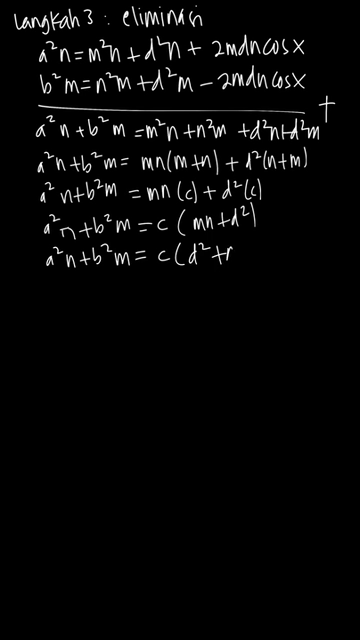 Langkah 3 : eliminasi
a²n = m²n + d²n + 2mdn cos x
b²m = n²m + d²m - 2mdn cos x
+
a²n + b²m = m²n + n²m + d²n + d²m
a²n + b²m = mn(m+n) + d²(n+m)
a²n + b²m = mn(c) + d²(c)
a²n + b²m = c(mn + d²)
a²n + b²m = c(d² + r